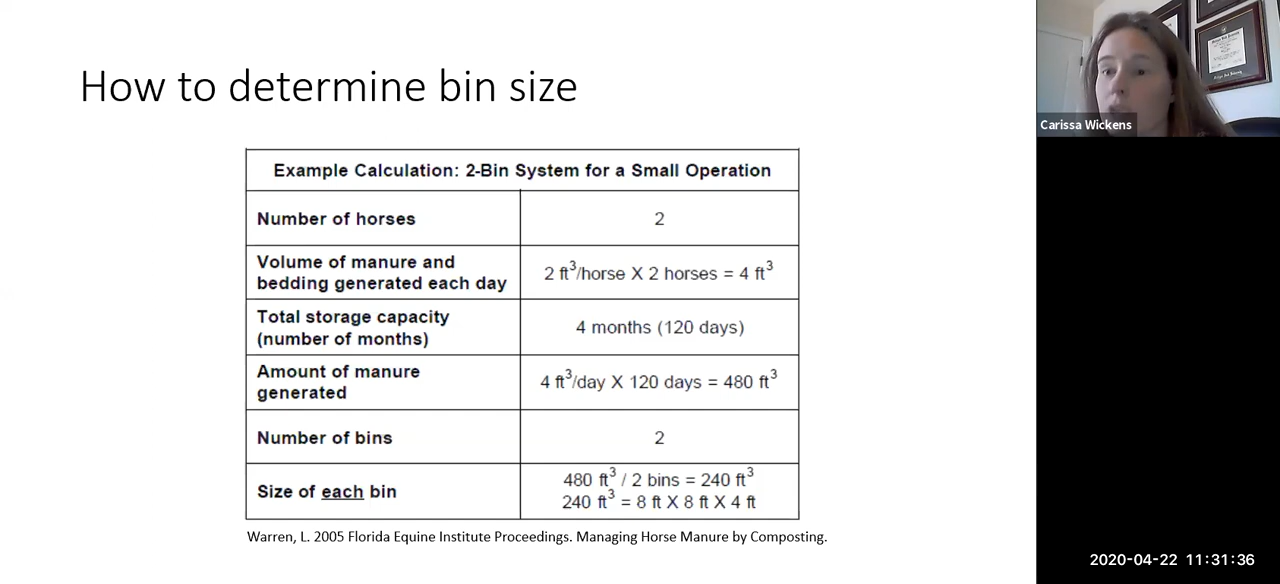 How to determine bin size
Example Calculation: 2-Bin System for a Small Operation
Number of horses
2
Volume of manure and
bedding generated each day
2 ft³/horse X 2 horses = 4 ft³
Total storage capacity
(number of months)
4 months (120 days)
Amount of manure
generated
4 ft³/day X 120 days = 480 ft³
Number of bins
2
Size of each bin
480 ft³ / 2 bins = 240 ft³
240 ft³ = 8 ft X 8 ft X 4 ft
Warren, L. 2005 Florida Equine Institute Proceedings. Managing Horse Manure by Composting.
Carissa Wickens
2020-04-22 11:31:36